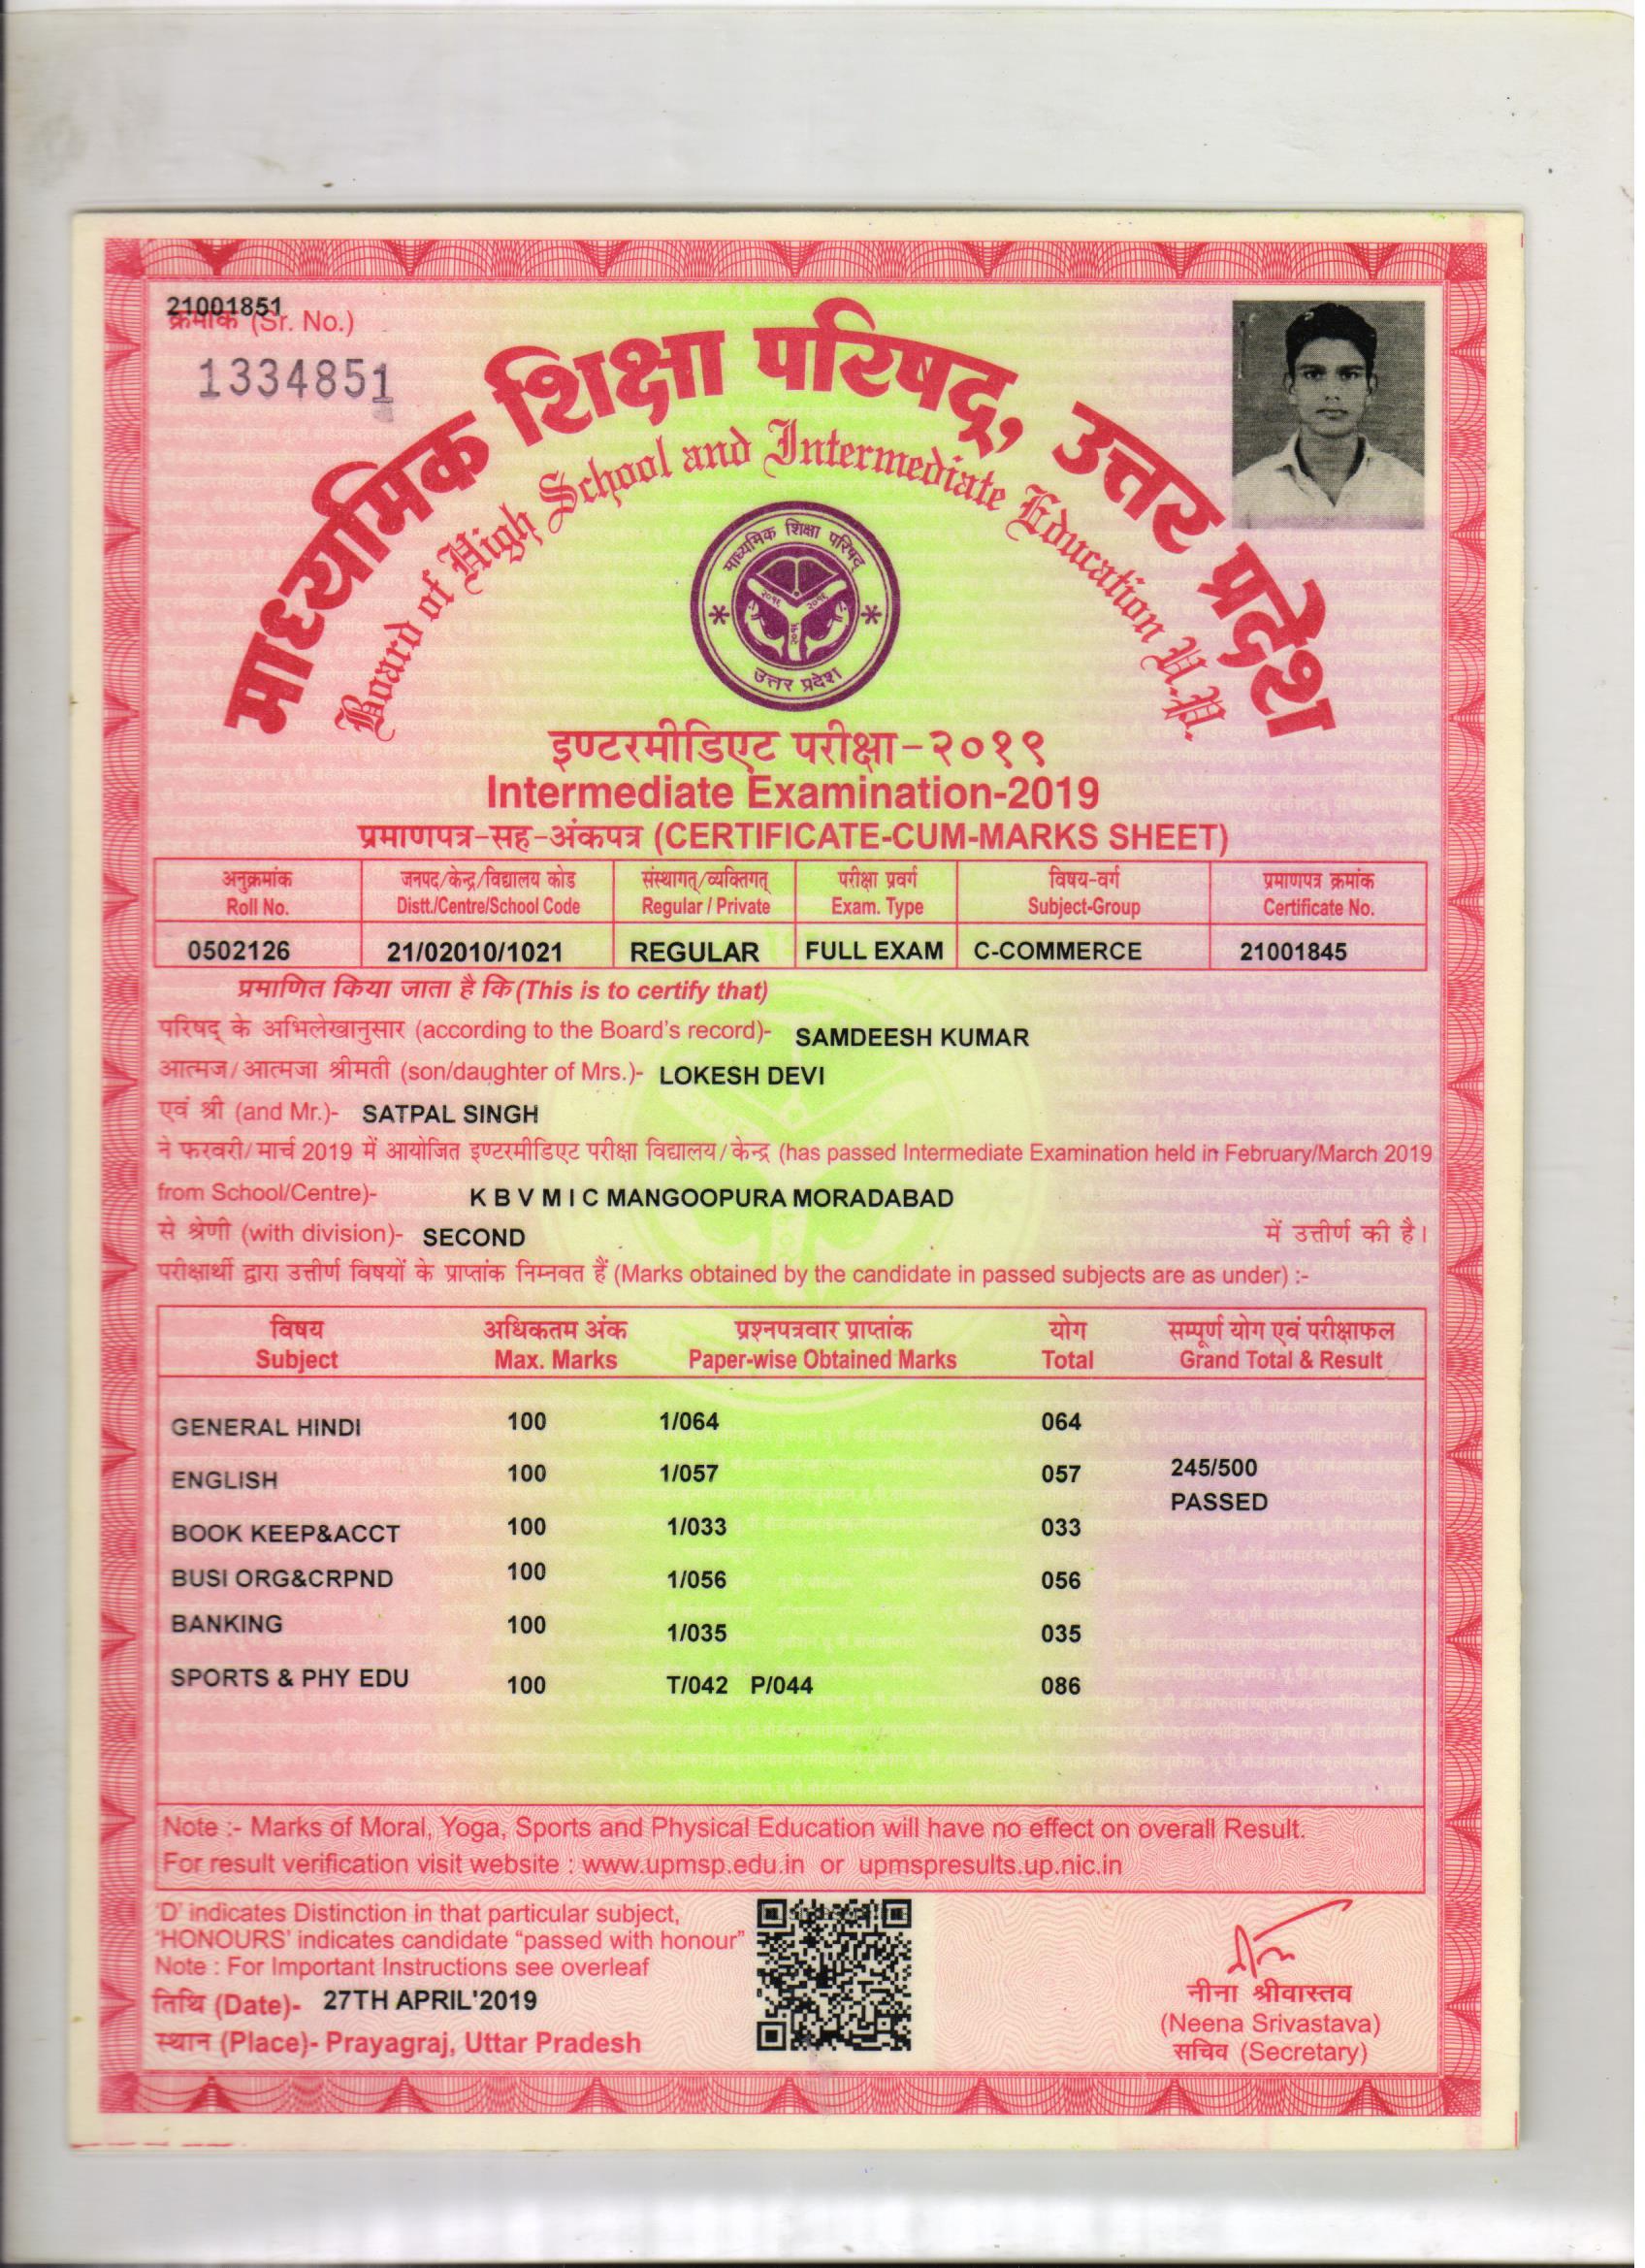 21001851
क्रमांक (Sr. No.)
1334851
माध्यमिक शिक्षा परिषद्, उत्तर प्रदेश
Board of High School and Intermediate Education U.P.
माध्यमिक शिक्षा परिषद्
उत्तर प्रदेश
इण्टरमीडिएट परीक्षा-२०१९
Intermediate Examination-2019
प्रमाणपत्र-सह-अंकपत्र (CERTIFICATE-CUM-MARKS SHEET)
अनुक्रमांक जनपद/केन्द्र/विद्यालय कोड संस्थागत्/व्यक्तिगत् परीक्षा प्रवर्ग विषय-वर्ग प्रमाणपत्र क्रमांक
Roll No. Distt./Centre/School Code Regular / Private Exam. Type Subject-Group Certificate No.
0502126 21/02010/1021 REGULAR FULL EXAM C-COMMERCE 21001845
प्रमाणित किया जाता है कि (This is to certify that)
परिषद् के अभिलेखानुसार (according to the Board's record)- SAMDEESH KUMAR
आत्मज/आत्मजा श्रीमती (son/daughter of Mrs.)- LOKESH DEVI
एवं श्री (and Mr.)- SATPAL SINGH
ने फरवरी/मार्च 2019 में आयोजित इण्टरमीडिएट परीक्षा विद्यालय/केन्द्र (has passed Intermediate Examination held in February/March 2019
from School/Centre)- K B V M I C MANGOOPURA MORADABAD
से श्रेणी (with division)- SECOND में उत्तीर्ण की है।
परीक्षार्थी द्वारा उत्तीर्ण विषयों के प्राप्तांक निम्नवत हैं (Marks obtained by the candidate in passed subjects are as under) :-
विषय अधिकतम अंक प्रश्नपत्रवार प्राप्तांक योग सम्पूर्ण योग एवं परीक्षाफल
Subject Max. Marks Paper-wise Obtained Marks Total Grand Total & Result
GENERAL HINDI 100 1/064 064
ENGLISH 100 1/057 057 245/500
PASSED
BOOK KEEP&ACCT 100 1/033 033
BUSI ORG&CRPND 100 1/056 056
BANKING 100 1/035 035
SPORTS & PHY EDU 100 T/042 P/044 086
Note :- Marks of Moral, Yoga, Sports and Physical Education will have no effect on overall Result.
For result verification visit website : www.upmsp.edu.in or upmspresults.up.nic.in
'D' indicates Distinction in that particular subject,
'HONOURS' indicates candidate "passed with honour"
Note : For Important Instructions see overleaf
तिथि (Date)- 27TH APRIL'2019
स्थान (Place)- Prayagraj, Uttar Pradesh
नीना श्रीवास्तव
(Neena Srivastava)
सचिव (Secretary)